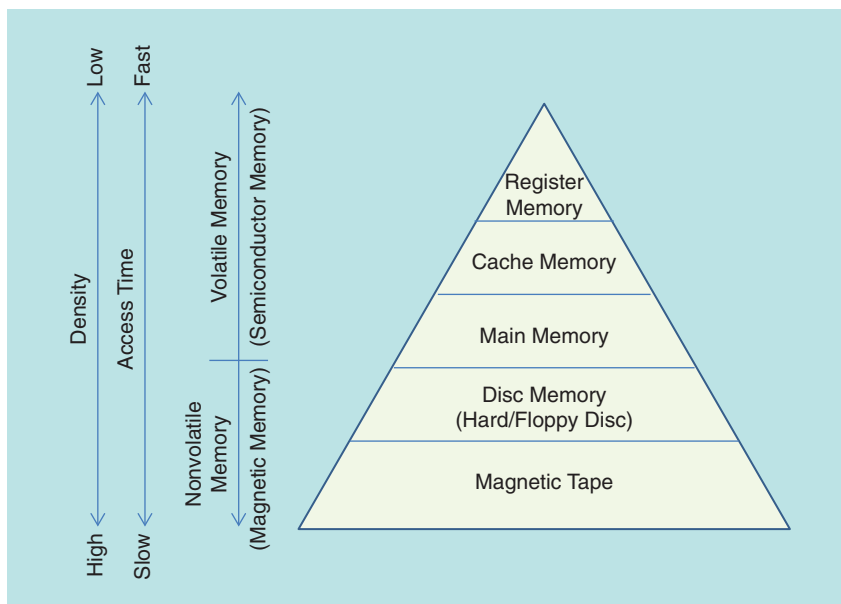 Low
Fast
Density
Access Time
High
Slow
Volatile Memory
(Semiconductor Memory)
Nonvolatile
Memory
(Magnetic Memory)
Register
Memory
Cache Memory
Main Memory
Disc Memory
(Hard/Floppy Disc)
Magnetic Tape